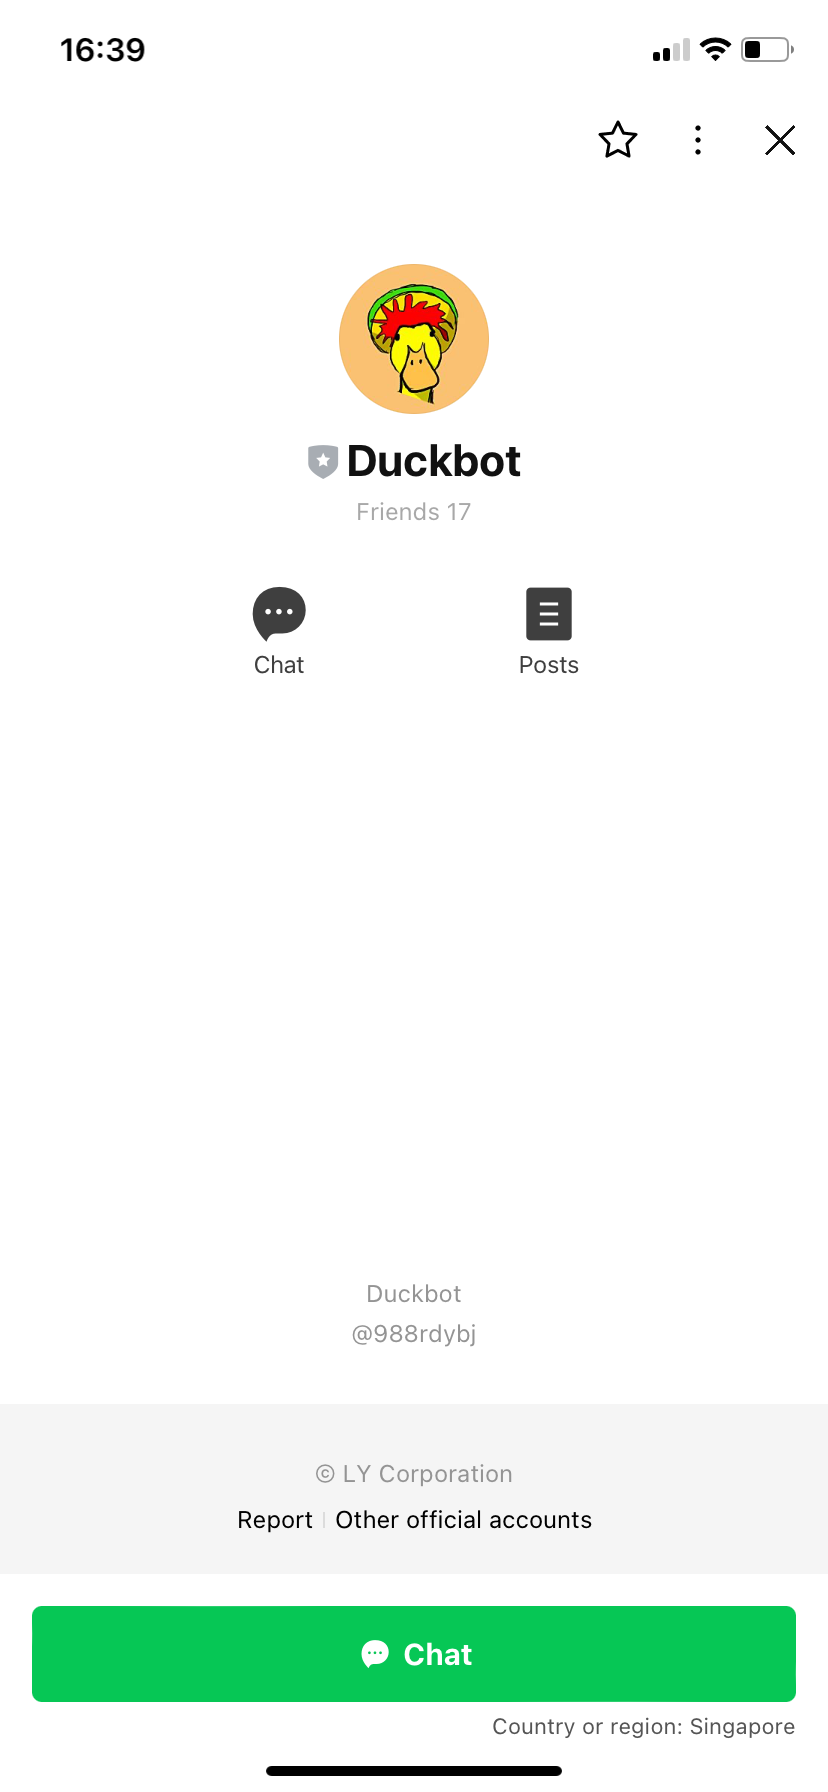 16:39
Duckbot
Friends 17
Chat
Posts
Duckbot
@988rdybj
© LY Corporation
Report | Other official accounts
Chat
Country or region: Singapore